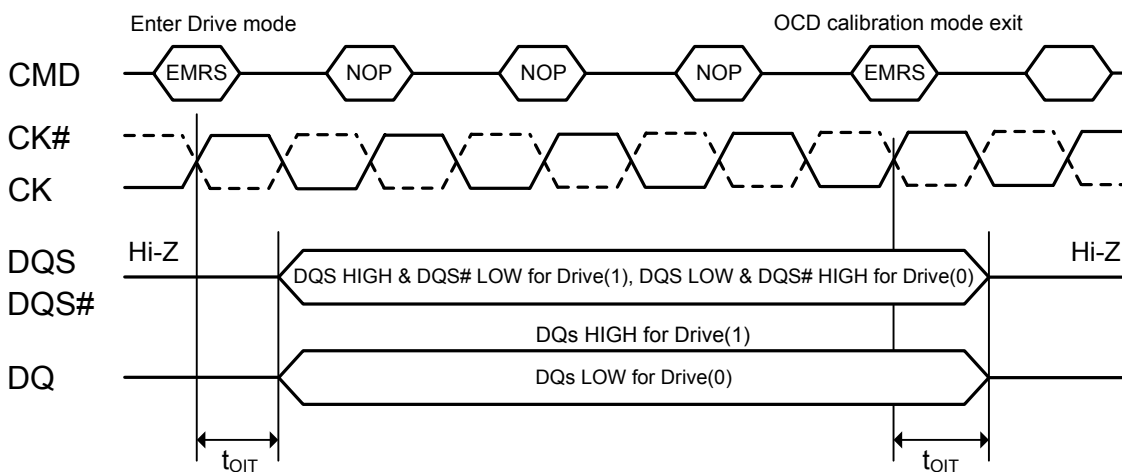 Enter Drive mode
OCD calibration mode exit
CMD
EMRS
NOP
NOP
NOP
EMRS
CK#
CK
DQS
DQS#
Hi-Z
Hi-Z
DQS HIGH & DQS# LOW for Drive(1), DQS LOW & DQS# HIGH for Drive(0)
DQs HIGH for Drive(1)
DQ
DQs LOW for Drive(0)
tOIT
tOIT